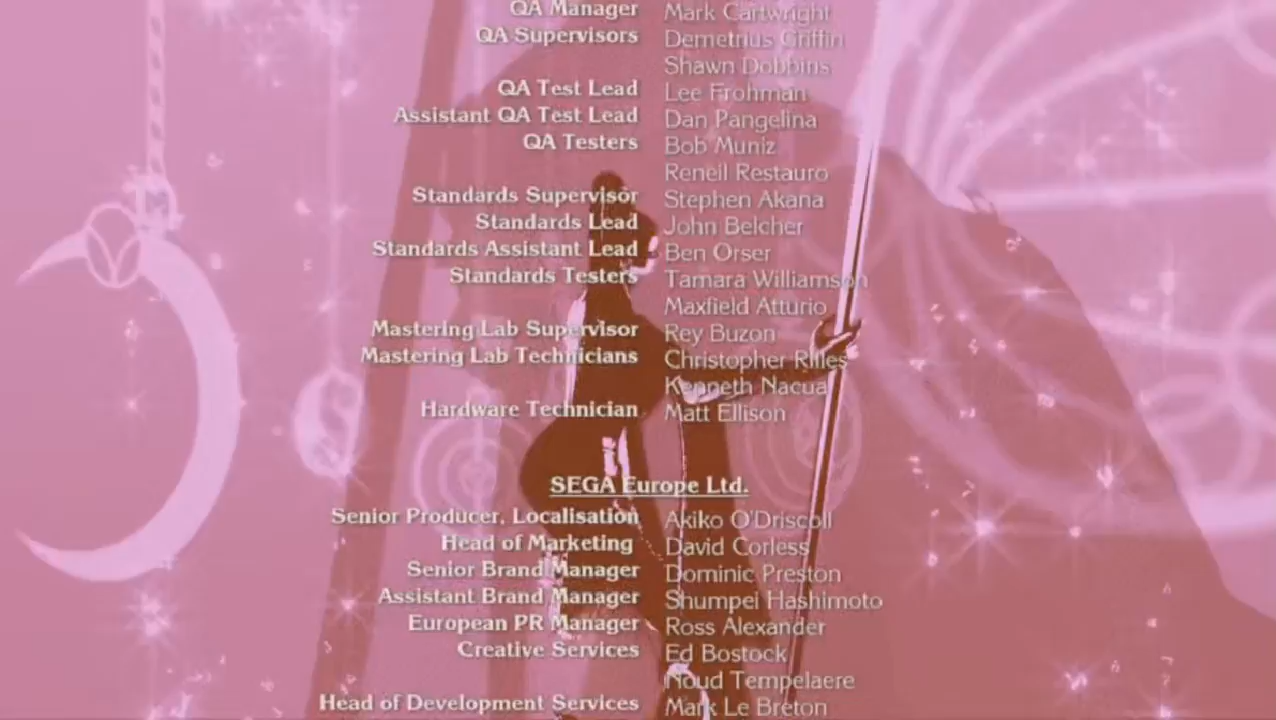 QA Manager Mark Cartwright
QA Supervisors Demetrius Griffin
Shawn Dobbins
QA Test Lead Lee Frohman
Assistant QA Test Lead Dan Pangelina
QA Testers Bob Muniz
Reneil Restauro
Standards Supervisor Stephen Akana
Standards Lead John Belcher
Standards Assistant Lead Ben Orser
Standards Testers Tamara Williamson
Maxfield Atturio
Mastering Lab Supervisor Rey Buzon
Mastering Lab Technicians Christopher Riiles
Kenneth Nacua
Hardware Technician Matt Ellison
SEGA Europe Ltd.
Senior Producer, Localisation Akiko O'Driscoll
Head of Marketing David Corless
Senior Brand Manager Dominic Preston
Assistant Brand Manager Shumpei Hashimoto
European PR Manager Ross Alexander
Creative Services Ed Bostock
Noud Tempelaere
Head of Development Services Mark Le Breton